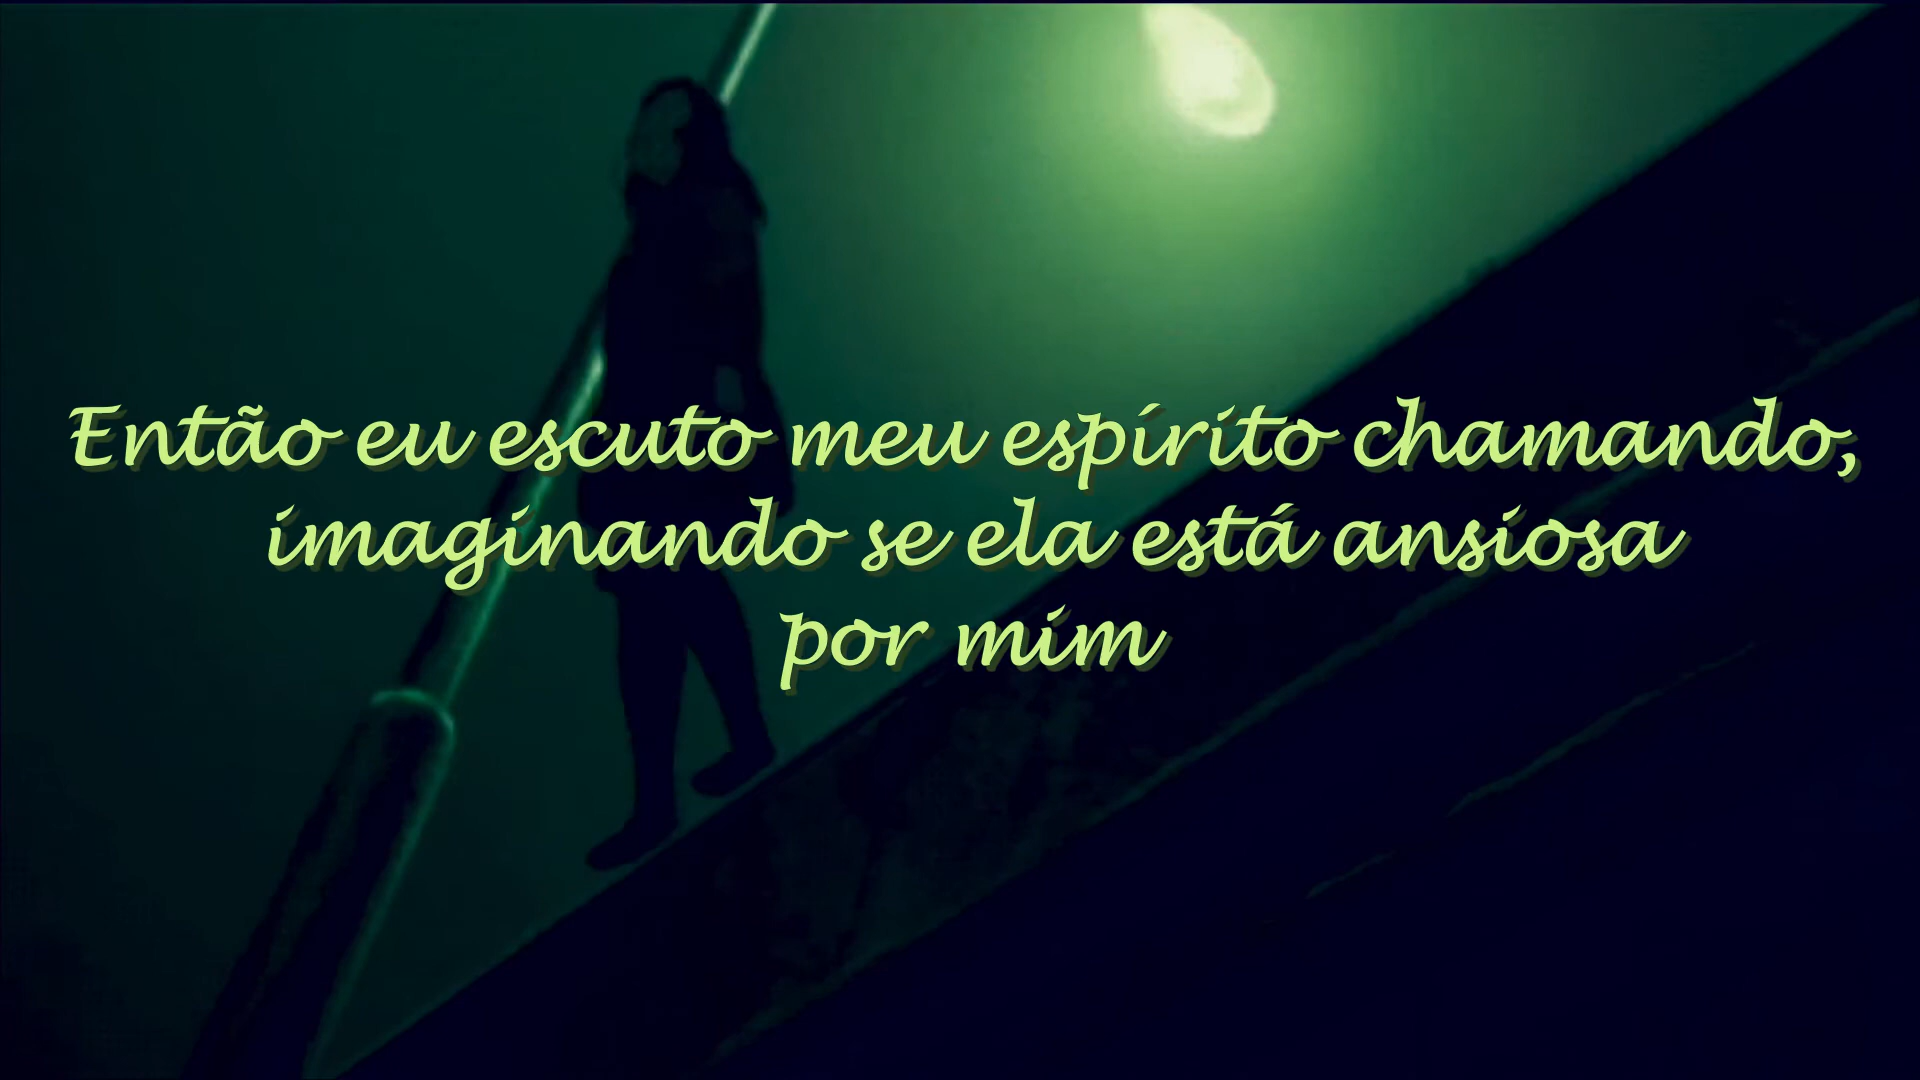 Então eu escuto meu espírito chamando,
imaginando se ela está ansiosa
por mim